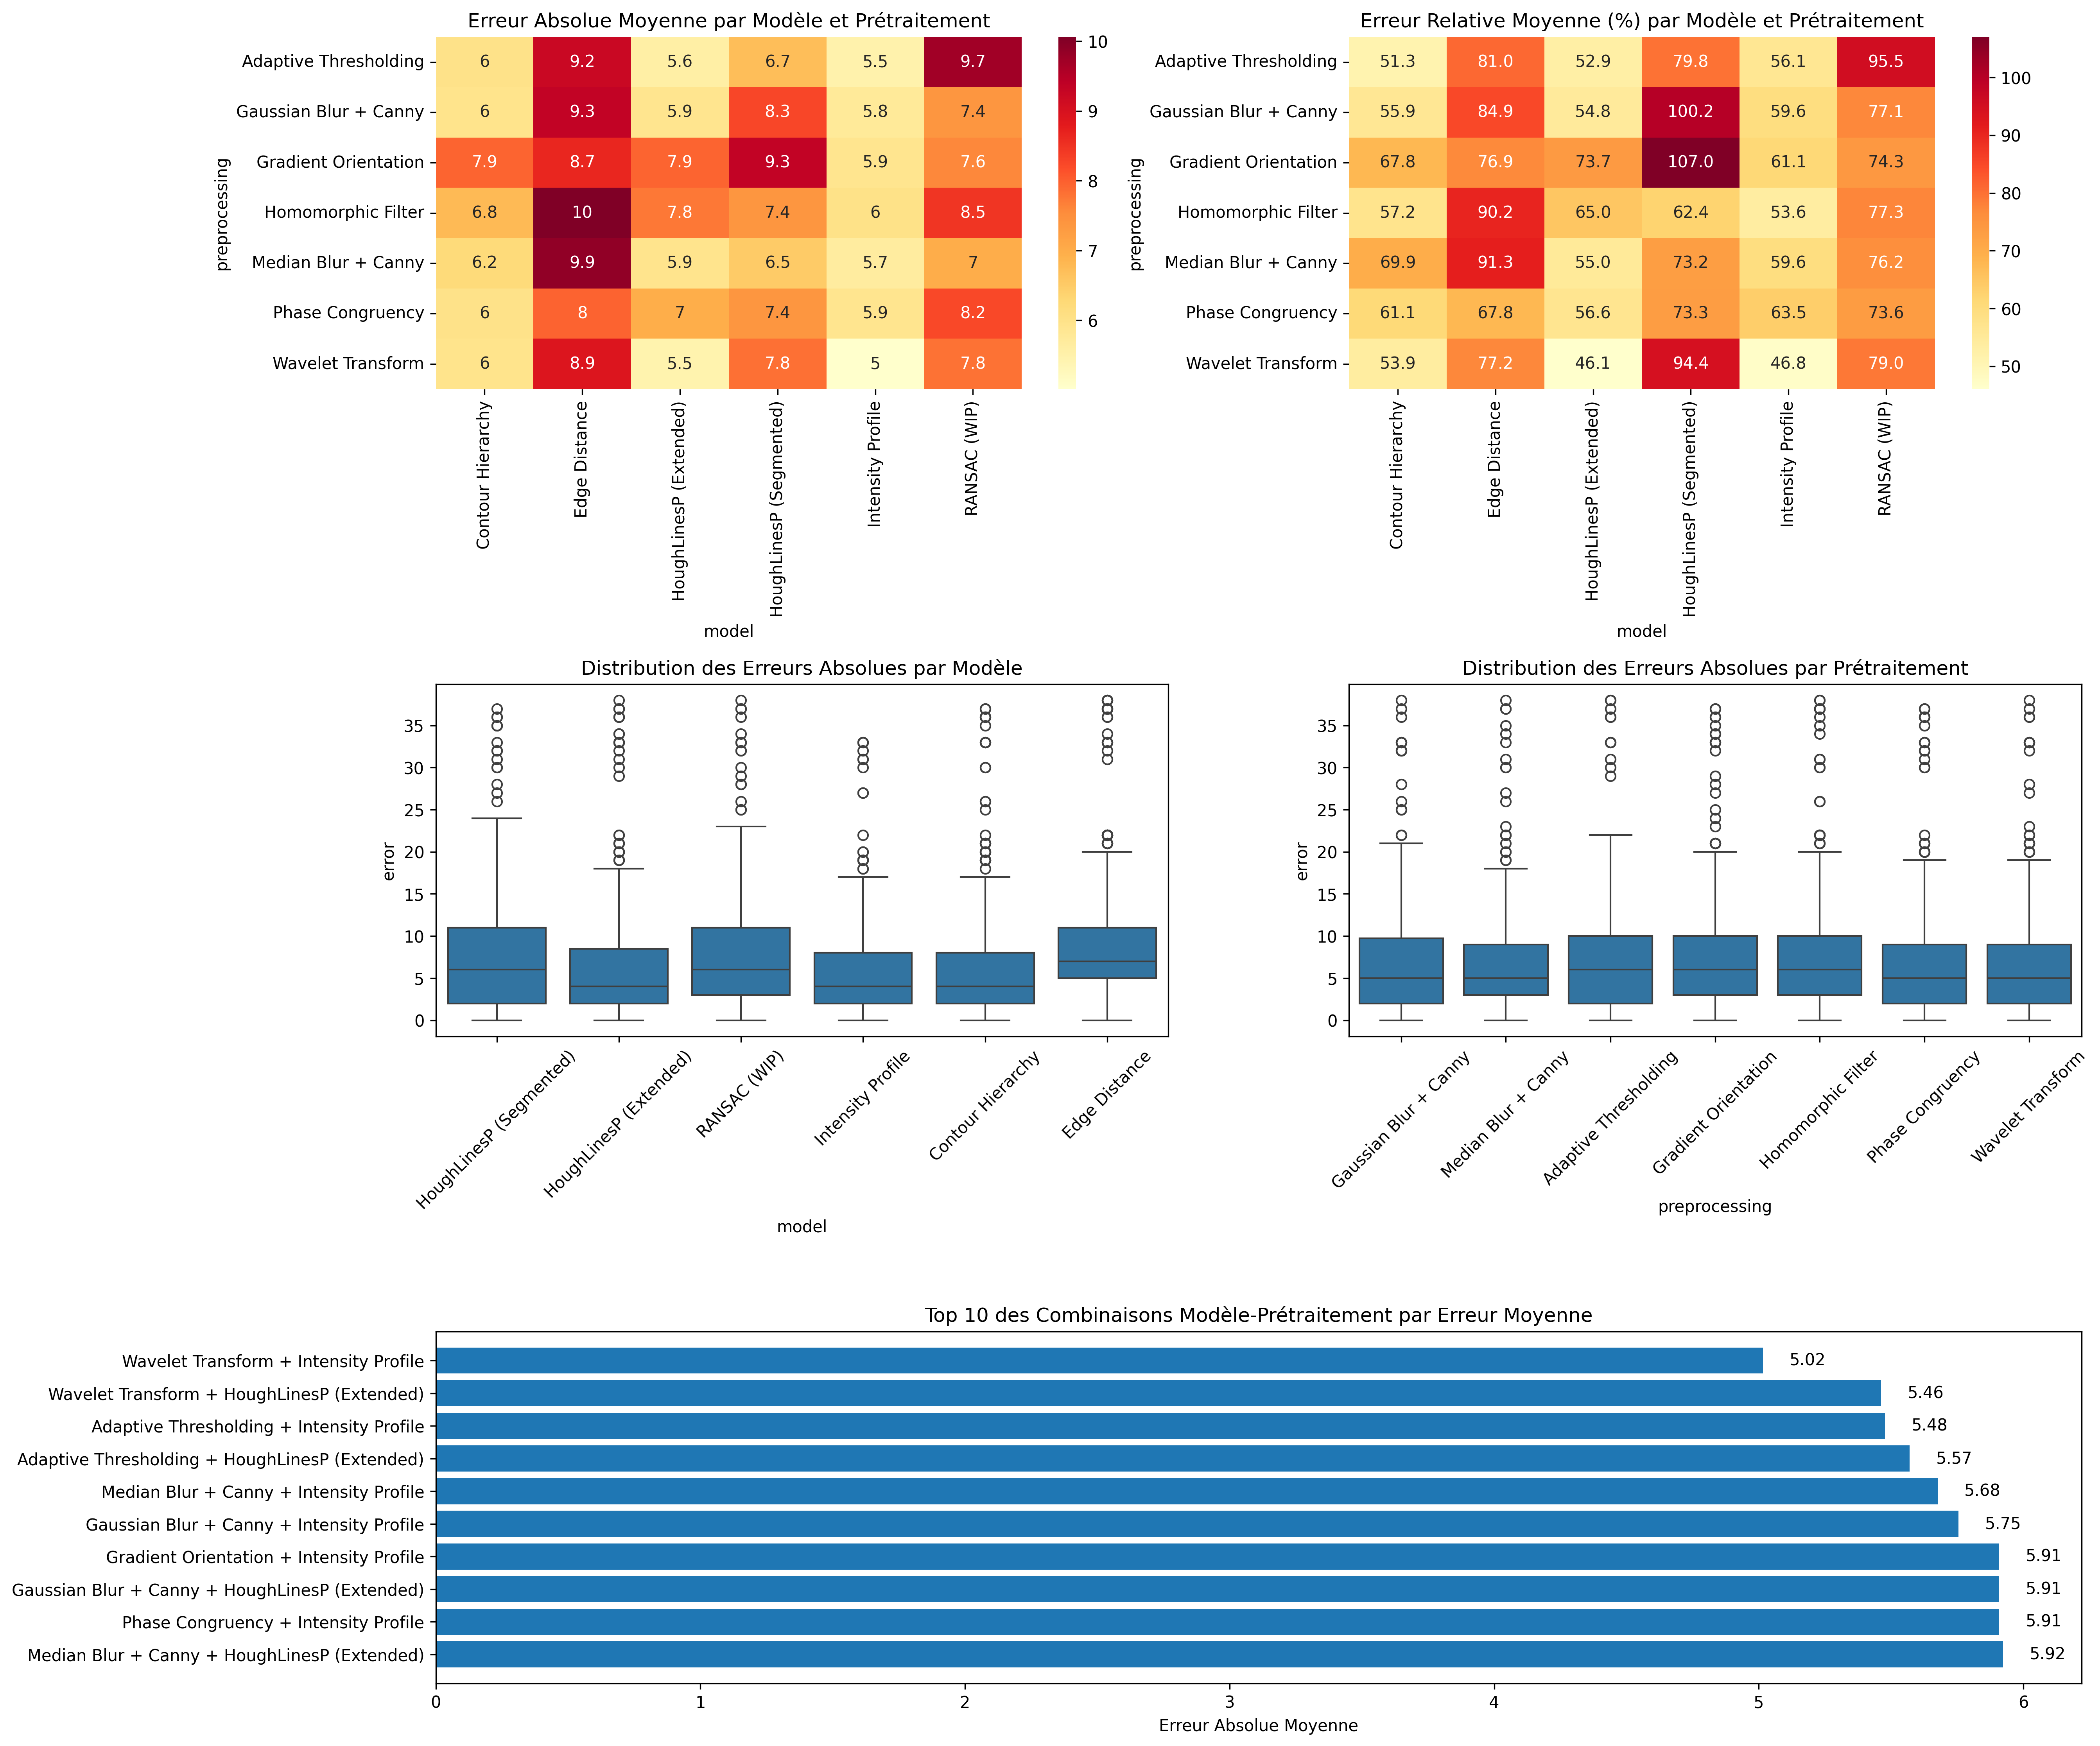 Erreur Absolue Moyenne par Modèle et Prétraitement
preprocessing
Adaptive Thresholding 6 9.2 5.6 6.7 5.5 9.7
Gaussian Blur + Canny 6 9.3 5.9 8.3 5.8 7.4
Gradient Orientation 7.9 8.7 7.9 9.3 5.9 7.6
Homomorphic Filter 6.8 10 7.8 7.4 6 8.5
Median Blur + Canny 6.2 9.9 5.9 6.5 5.7 7
Phase Congruency 6 8 7 7.4 5.9 8.2
Wavelet Transform 6 8.9 5.5 7.8 5 7.8
Contour Hierarchy
Edge Distance
HoughLinesP (Extended)
HoughLinesP (Segmented)
Intensity Profile
RANSAC (WIP)
model
10
9
8
7
6
Erreur Relative Moyenne (%) par Modèle et Prétraitement
preprocessing
Adaptive Thresholding 51.3 81.0 52.9 79.8 56.1 95.5
Gaussian Blur + Canny 55.9 84.9 54.8 100.2 59.6 77.1
Gradient Orientation 67.8 76.9 73.7 107.0 61.1 74.3
Homomorphic Filter 57.2 90.2 65.0 62.4 53.6 77.3
Median Blur + Canny 69.9 91.3 55.0 73.2 59.6 76.2
Phase Congruency 61.1 67.8 56.6 73.3 63.5 73.6
Wavelet Transform 53.9 77.2 46.1 94.4 46.8 79.0
Contour Hierarchy
Edge Distance
HoughLinesP (Extended)
HoughLinesP (Segmented)
Intensity Profile
RANSAC (WIP)
model
100
90
80
70
60
50
Distribution des Erreurs Absolues par Modèle
error
35
30
25
20
15
10
5
0
HoughLinesP (Segmented)
HoughLinesP (Extended)
RANSAC (WIP)
Intensity Profile
Contour Hierarchy
Edge Distance
model
Distribution des Erreurs Absolues par Prétraitement
error
35
30
25
20
15
10
5
0
Gaussian Blur + Canny
Median Blur + Canny
Adaptive Thresholding
Gradient Orientation
Homomorphic Filter
Phase Congruency
Wavelet Transform
preprocessing
Top 10 des Combinaisons Modèle-Prétraitement par Erreur Moyenne
Wavelet Transform + Intensity Profile 5.02
Wavelet Transform + HoughLinesP (Extended) 5.46
Adaptive Thresholding + Intensity Profile 5.48
Adaptive Thresholding + HoughLinesP (Extended) 5.57
Median Blur + Canny + Intensity Profile 5.68
Gaussian Blur + Canny + Intensity Profile 5.75
Gradient Orientation + Intensity Profile 5.91
Gaussian Blur + Canny + HoughLinesP (Extended) 5.91
Phase Congruency + Intensity Profile 5.91
Median Blur + Canny + HoughLinesP (Extended) 5.92
0 1 2 3 4 5 6
Erreur Absolue Moyenne